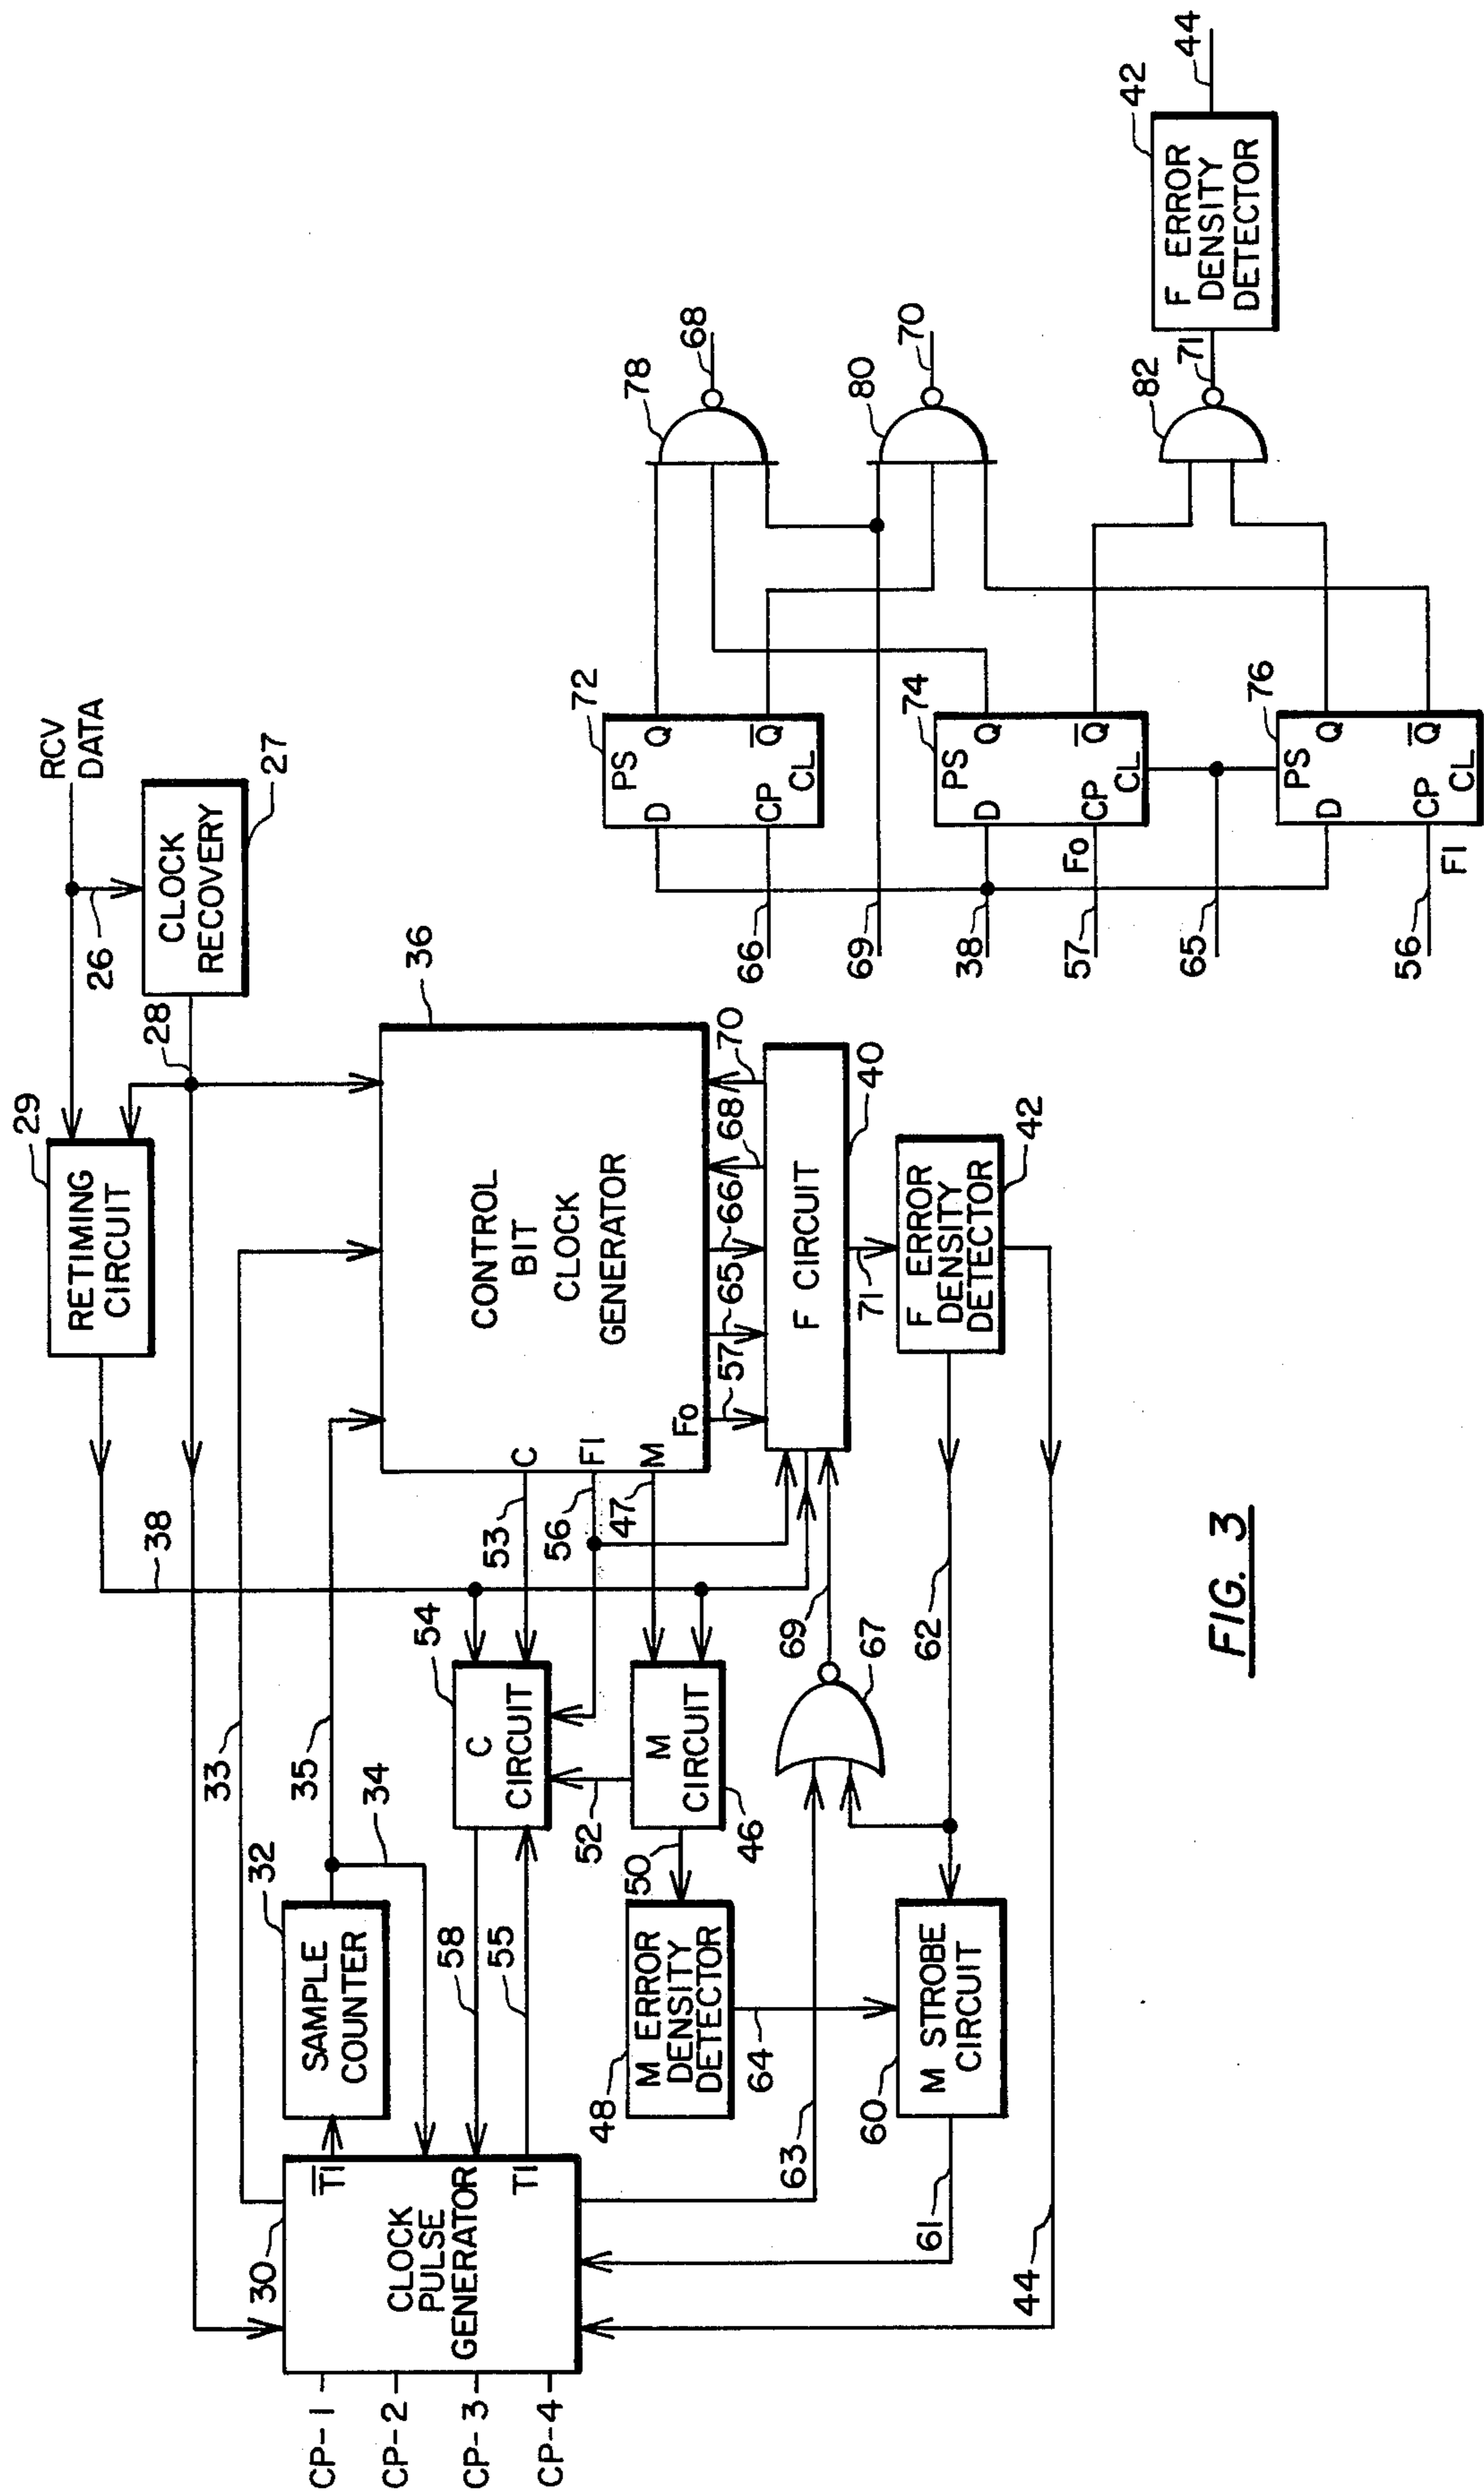 RCV
DATA
26
CLOCK
RECOVERY
27
28
29
RETIMING
CIRCUIT
38
33
35
34
32
SAMPLE
COUNTER
30
T1
CLOCK
PULSE
GENERATOR
T1
CP-1
CP-2
CP-3
CP-4
36
CONTROL
BIT
CLOCK
GENERATOR
C
F1
M
Fo
53
56
47
57
65
66
68
70
54
C
CIRCUIT
52
58
55
M
CIRCUIT
46
50
48
M ERROR
DENSITY
DETECTOR
64
60
M STROBE
CIRCUIT
61
63
67
69
62
44
F CIRCUIT
40
71
F ERROR
DENSITY
DETECTOR
42
72
PS
D
Q
Q
CP
CL
66
69
38
74
PS
D
Q
Q
CP
CL
Fo
57
65
76
PS
D
Q
Q
CP
CL
F1
56
78
68
80
70
82
71
F ERROR
DENSITY
DETECTOR
42
44
FIG. 3